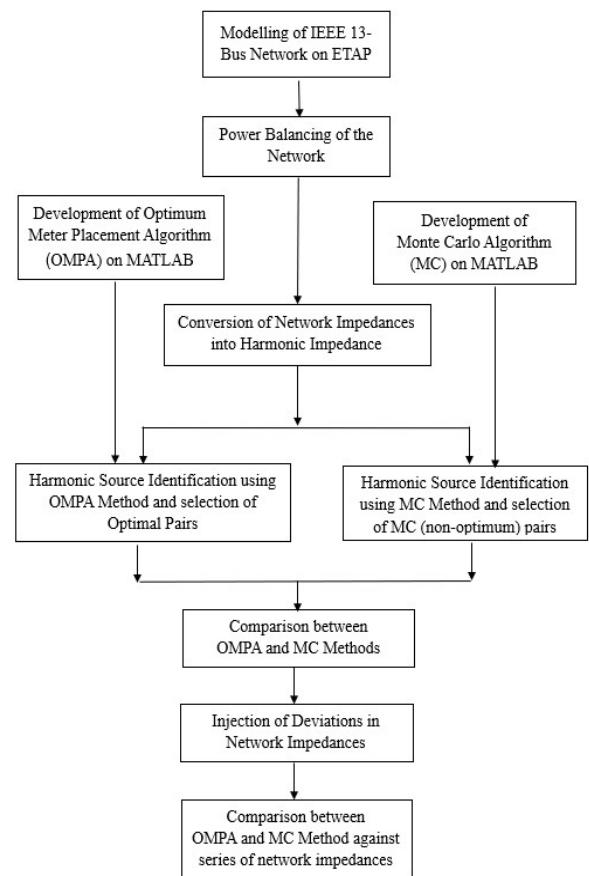 Modelling of IEEE 13-
Bus Network on ETAP
Power Balancing of the
Network
Development of Optimum
Meter Placement Algorithm
(OMPA) on MATLAB
Development of
Monte Carlo Algorithm
(MC) on MATLAB
Conversion of Network Impedances
into Harmonic Impedance
Harmonic Source Identification using
OMPA Method and selection of
Optimal Pairs
Harmonic Source Identification
using MC Method and selection
of MC (non-optimum) pairs
Comparison between
OMPA and MC Methods
Injection of Deviations in
Network Impedances
Comparison between
OMPA and MC Method against
series of network impedances